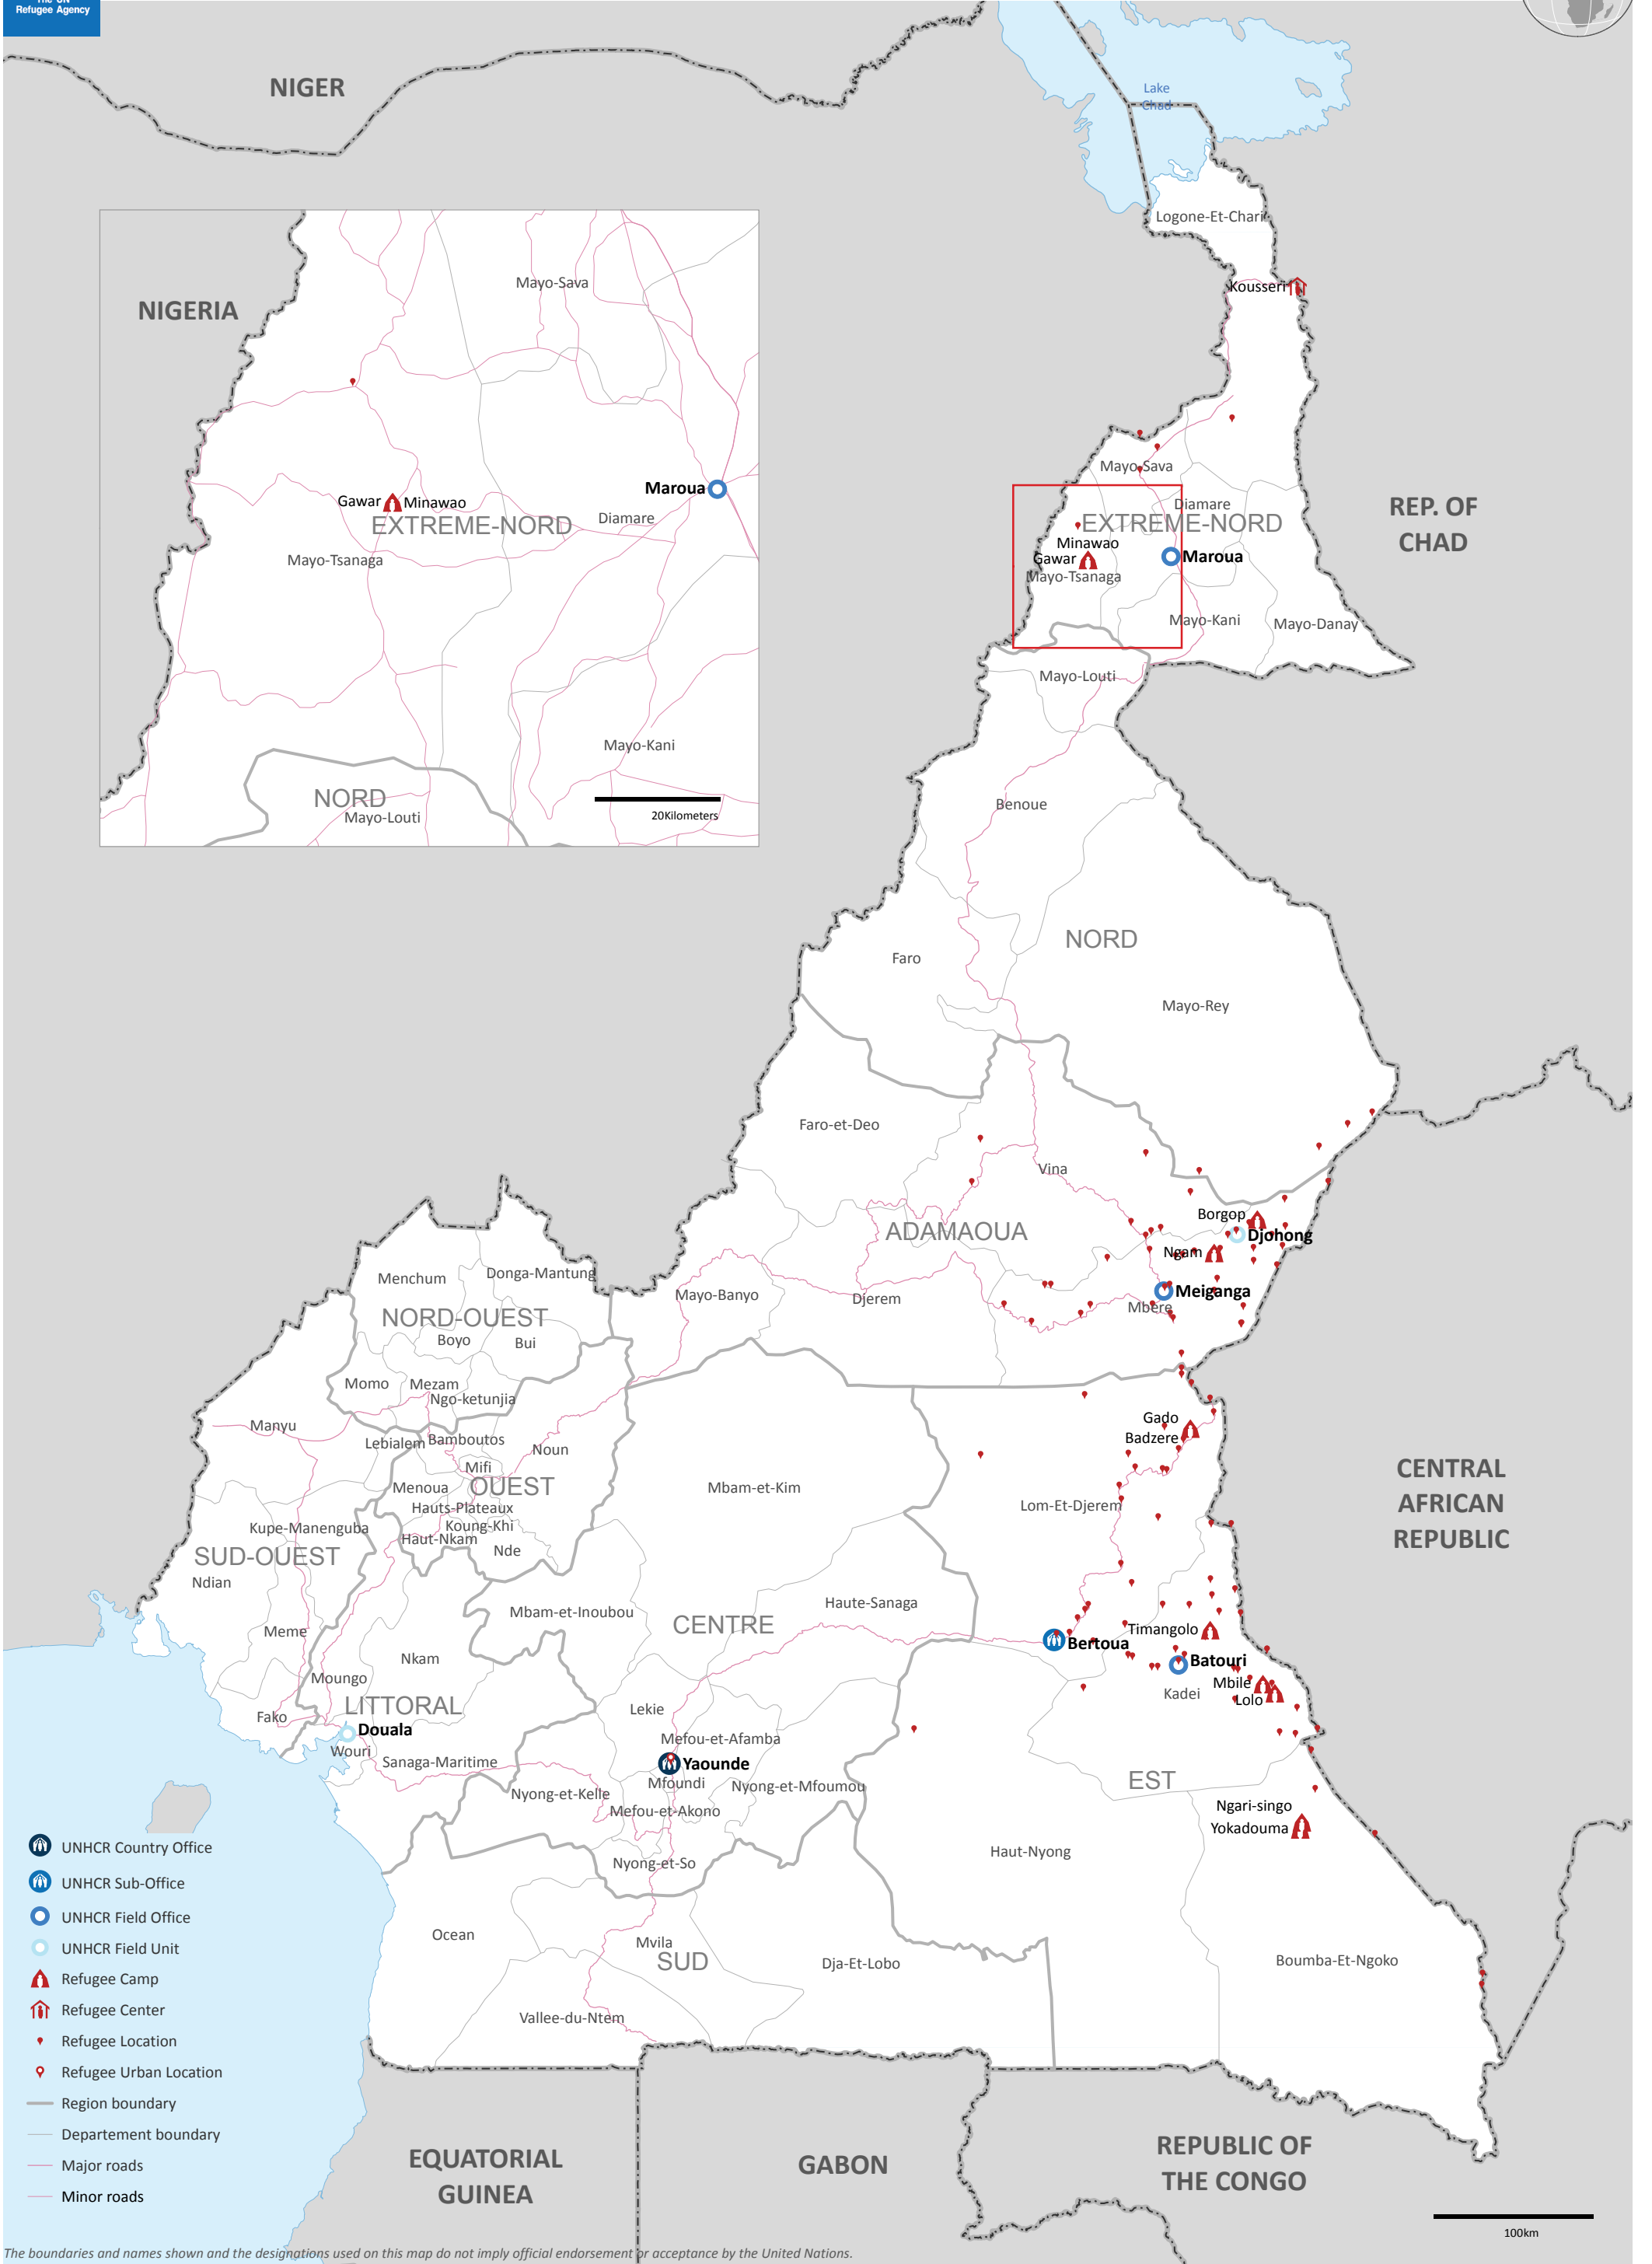 The UN
Refugee Agency
NIGER
Lake
Chad
Logone-Et-Chari
Kousseri
NIGERIA
Mayo-Sava
Gawar
Minawao
Maroua
EXTREME-NORD
Diamare
Mayo-Tsanaga
Mayo-Kani
NORD
Mayo-Louti
20Kilometers
Mayo-Sava
Diamare
EXTREME-NORD
Minawao
Gawar
Maroua
Mayo-Tsanaga
Mayo-Kani
Mayo-Danay
REP. OF
CHAD
Mayo-Louti
Benoue
NORD
Faro
Mayo-Rey
Faro-et-Deo
Vina
ADAMAOUA
Borgop
Djohong
Ngam
Meiganga
Mbere
Mayo-Banyo
Djerem
Menchum
Donga-Mantung
NORD-OUEST
Boyo
Bui
Momo
Mezam
Ngo-ketunjia
Manyu
Lebialem
Bamboutos
Noun
Mifi
Menoua
OUEST
Hauts-Plateaux
Koung-Khi
Haut-Nkam
Nde
Kupe-Manenguba
SUD-OUEST
Ndian
Meme
Moungo
Nkam
LITTORAL
Fako
Douala
Wouri
Sanaga-Maritime
Mbam-et-Kim
Mbam-et-Inoubou
CENTRE
Haute-Sanaga
Lekie
Mefou-et-Afamba
Yaounde
Mfoundi
Nyong-et-Mfoumou
Nyong-et-Kelle
Mefou-et-Akono
Nyong-et-So
Gado
Badzere
Lom-Et-Djerem
Timangolo
Bertoua
Batouri
Mbile
Lolo
Kadei
EST
Ngari-singo
Yokadouma
Haut-Nyong
Boumba-Et-Ngoko
CENTRAL
AFRICAN
REPUBLIC
Ocean
Mvila
SUD
Dja-Et-Lobo
Vallee-du-Ntem
UNHCR Country Office
UNHCR Sub-Office
UNHCR Field Office
UNHCR Field Unit
Refugee Camp
Refugee Center
Refugee Location
Refugee Urban Location
Region boundary
Departement boundary
Major roads
Minor roads
EQUATORIAL
GUINEA
GABON
REPUBLIC OF
THE CONGO
100km
The boundaries and names shown and the designations used on this map do not imply official endorsement or acceptance by the United Nations.